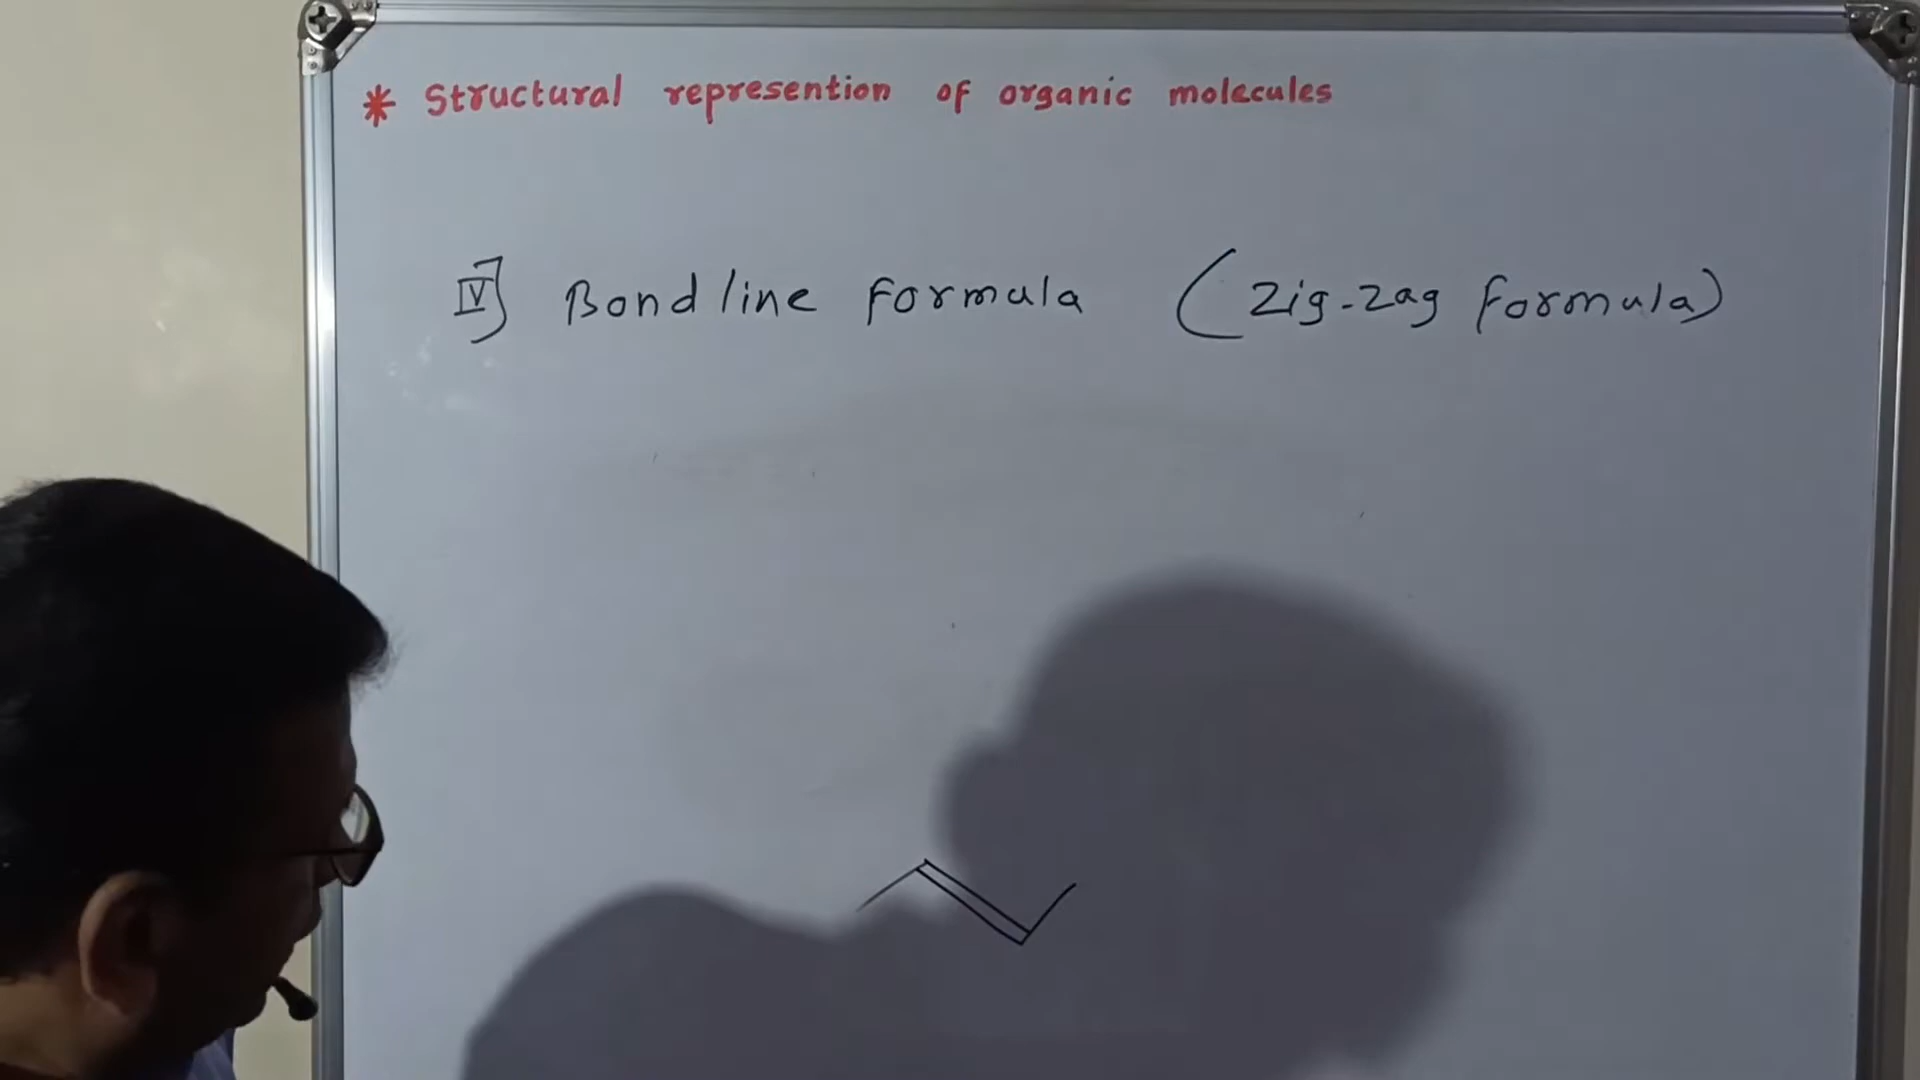 * Structural represention of organic molecules
IV] Bond line formula (Zig-zag formula)